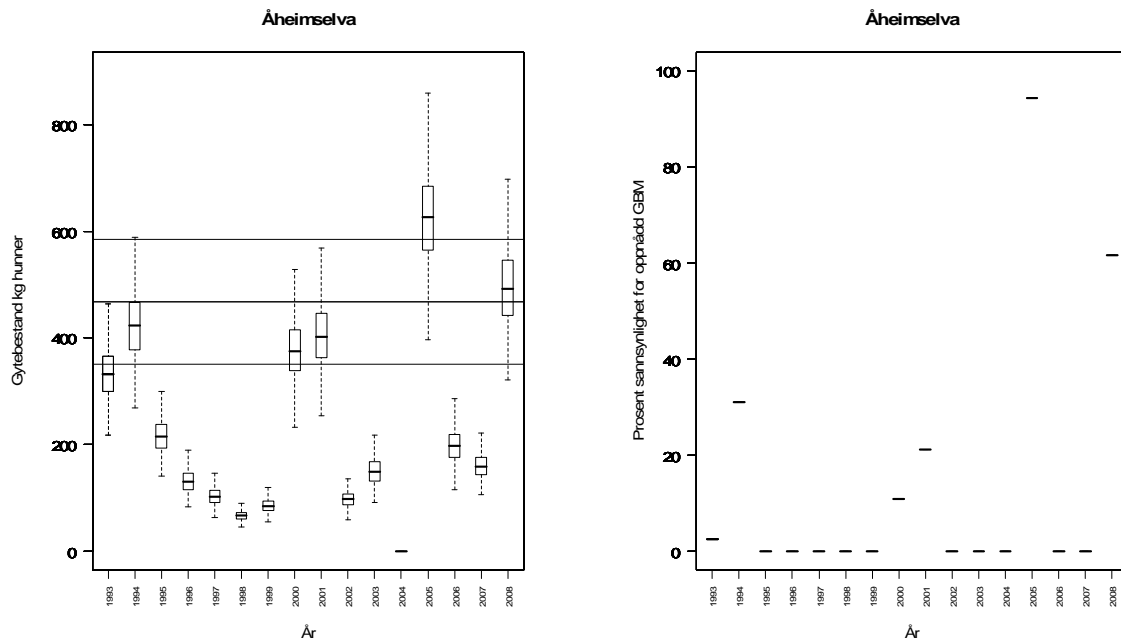 Åheimselva
Gytebestand kg hunner
800
600
400
200
0
1993 1994 1995 1996 1997 1998 1999 2000 2001 2002 2003 2004 2005 2006 2007 2008
År
Åheimselva
Prosent sannsynlighet for oppnådd GBM
100
80
60
40
20
0
1993 1994 1995 1996 1997 1998 1999 2000 2001 2002 2003 2004 2005 2006 2007 2008
År